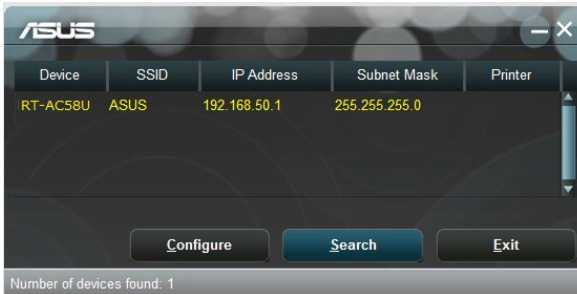 ASUS
Device SSID IP Address Subnet Mask Printer
RT-AC58U ASUS 192.168.50.1 255.255.255.0
Configure Search Exit
Number of devices found: 1